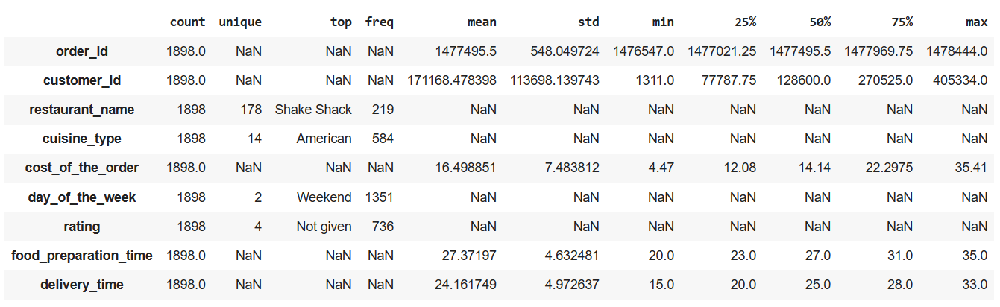 count unique top freq mean std min 25% 50% 75% max
order_id 1898.0 NaN NaN NaN 1477495.5 548.049724 1476547.0 1477021.25 1477495.5 1477969.75 1478444.0
customer_id 1898.0 NaN NaN NaN 171168.478398 113698.139743 1311.0 77787.75 128600.0 270525.0 405334.0
restaurant_name 1898 178 Shake Shack 219 NaN NaN NaN NaN NaN NaN NaN
cuisine_type 1898 14 American 584 NaN NaN NaN NaN NaN NaN NaN
cost_of_the_order 1898.0 NaN NaN NaN 16.498851 7.483812 4.47 12.08 14.14 22.2975 35.41
day_of_the_week 1898 2 Weekend 1351 NaN NaN NaN NaN NaN NaN NaN
rating 1898 4 Not given 736 NaN NaN NaN NaN NaN NaN NaN
food_preparation_time 1898.0 NaN NaN NaN 27.37197 4.632481 20.0 23.0 27.0 31.0 35.0
delivery_time 1898.0 NaN NaN NaN 24.161749 4.972637 15.0 20.0 25.0 28.0 33.0